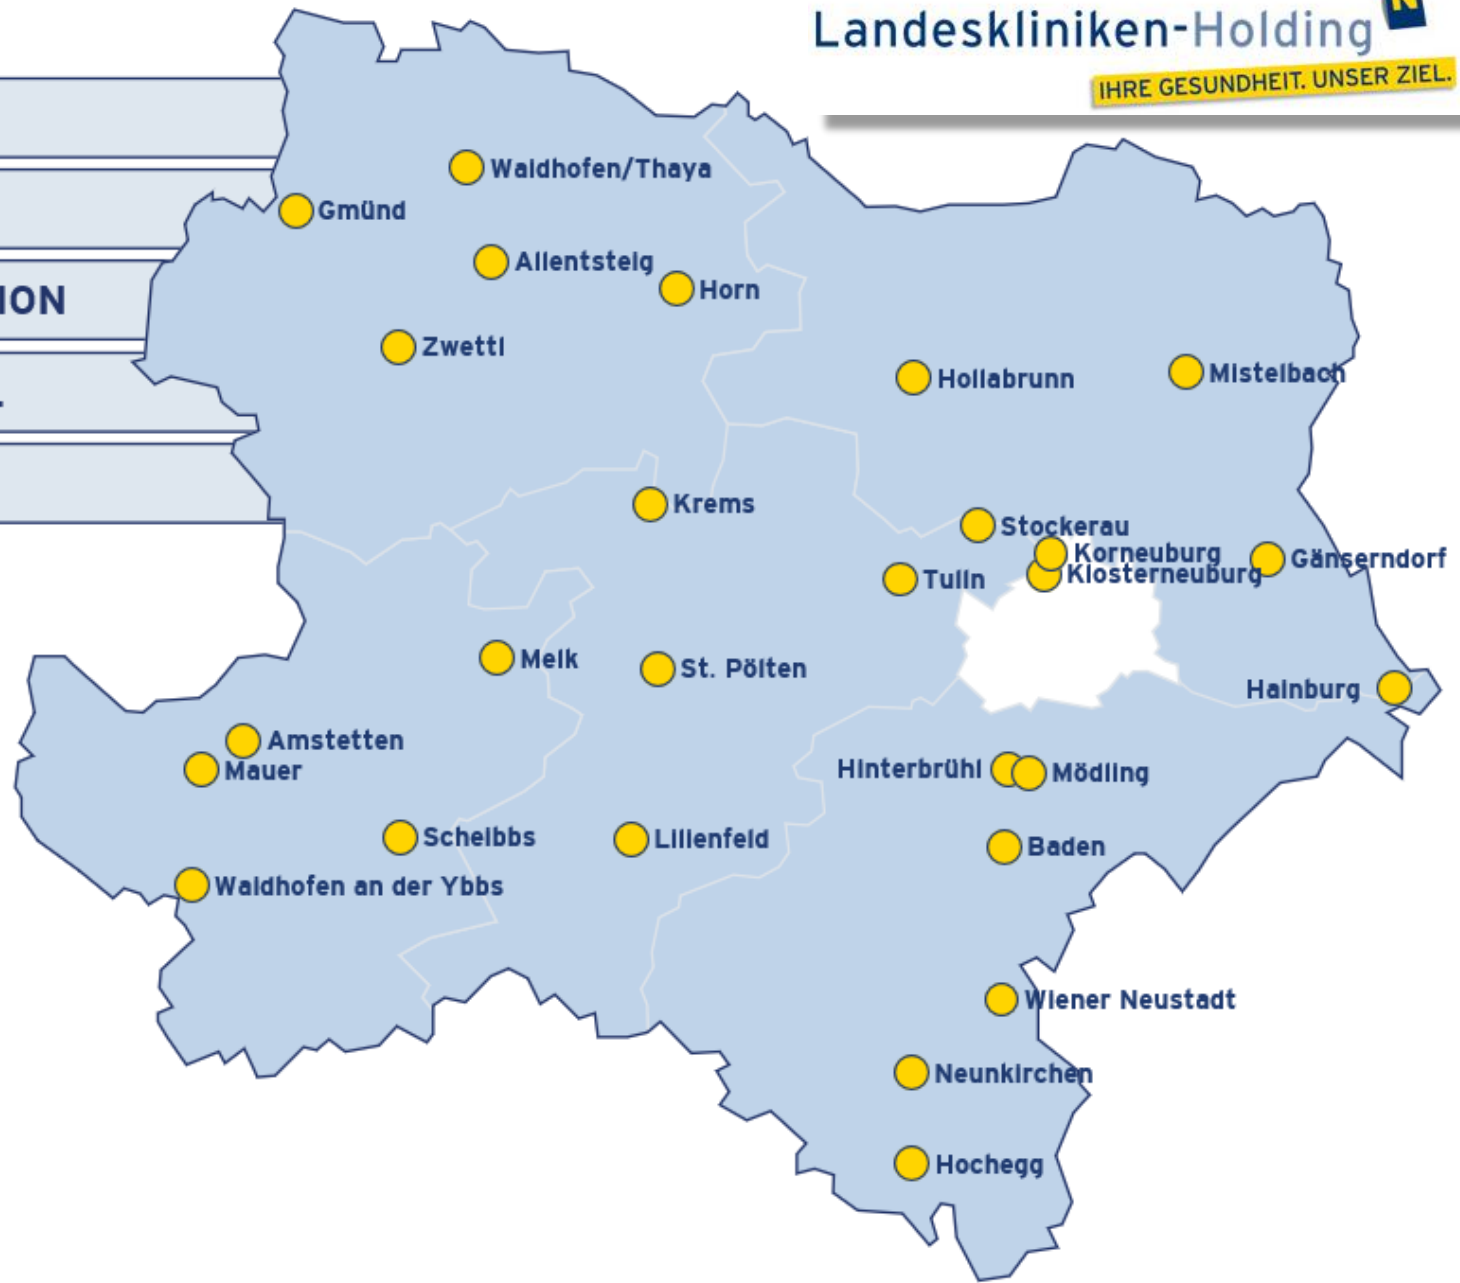 Landeskliniken-Holding
N
IHRE GESUNDHEIT. UNSER ZIEL.
Waldhofen/Thaya
Gmünd
Allentsteig
Horn
ION
Zwettl
Hollabrunn
Mistelbach
Krems
Stockerau
Korneuburg
Gänserndorf
Klosterneuburg
Tulln
Melk
St. Pölten
Hainburg
Amstetten
Mauer
Hinterbrühl
Mödling
Scheibbs
Lilienfeld
Baden
Waidhofen an der Ybbs
Wiener Neustadt
Neunkirchen
Hochegg